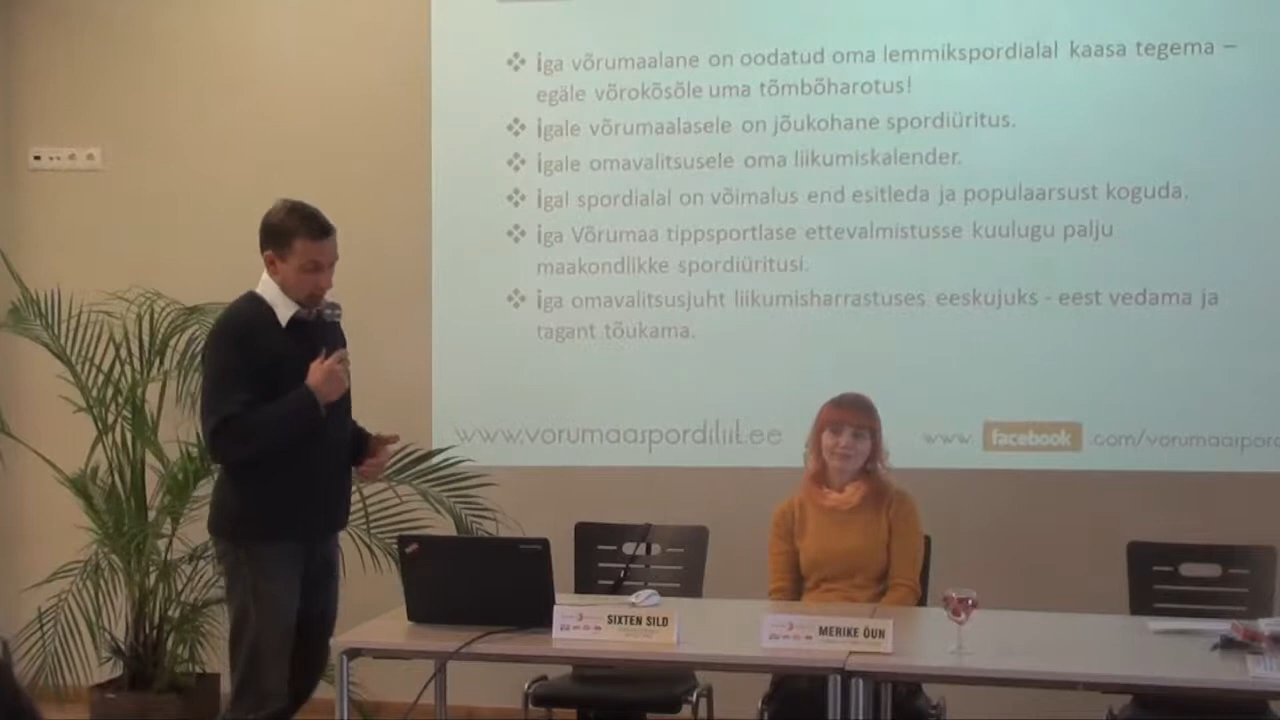 iga võrumaalane on oodatud oma lemmikspordialal kaasa tegema –
egäle võrokõsõle uma tõmbõharotus!
igale võrumaalasele on jõukohane spordiüritus.
igale omavalitsusele oma liikumiskalender.
igal spordialal on võimalus end esitleda ja populaarsust koguda.
iga Võrumaa tippsportlase ettevalmistusse kuulugu palju
maakondlikke spordiüritusi.
iga omavalitsusjuht liikumisharrastuses eeskujuks - eest vedama ja
tagant tõukama.
www.vorumaaspordiliit.ee
www. facebook .com/vorumaaspord
SIXTEN SILD
MERIKE ÕUN